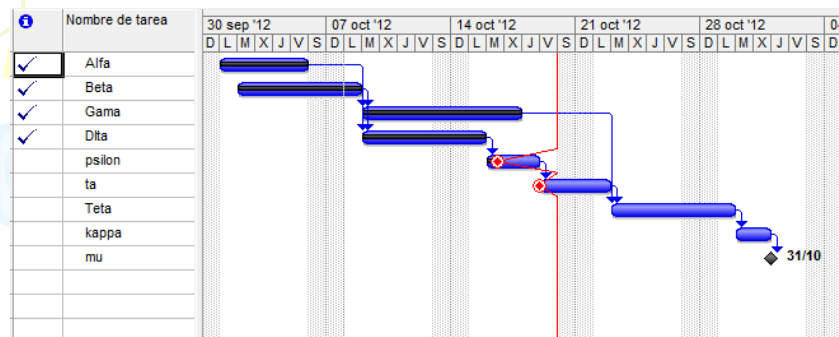 Nombre de tarea
30 sep '12 07 oct '12 14 oct '12 21 oct '12 28 oct '12 04
D L M X J V S D L M X J V S D L M X J V S D L M X J V S D L M X J V S D
Alfa
Beta
Gama
Dlta
psilon
ta
Teta
kappa
mu 31/10